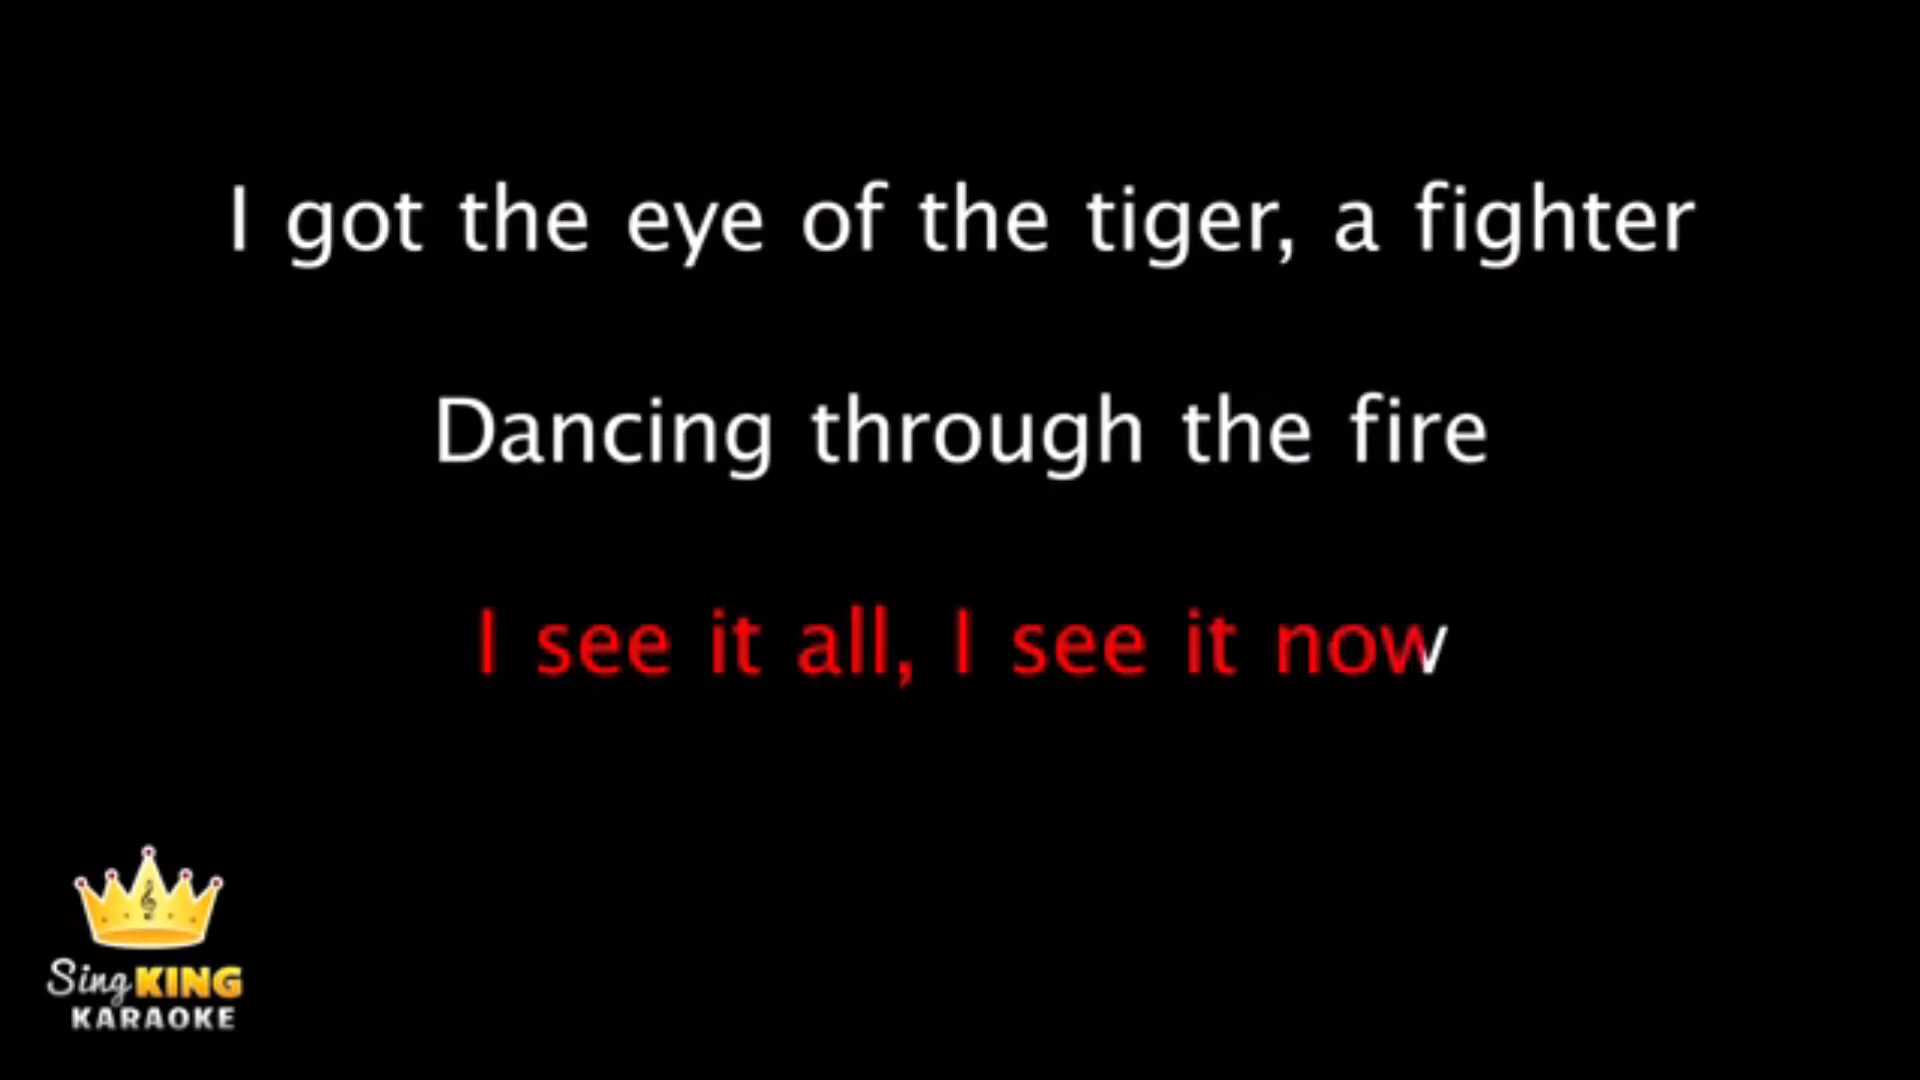 I got the eye of the tiger, a fighter
Dancing through the fire
I see it all, I see it now
Sing KING
KARAOKE